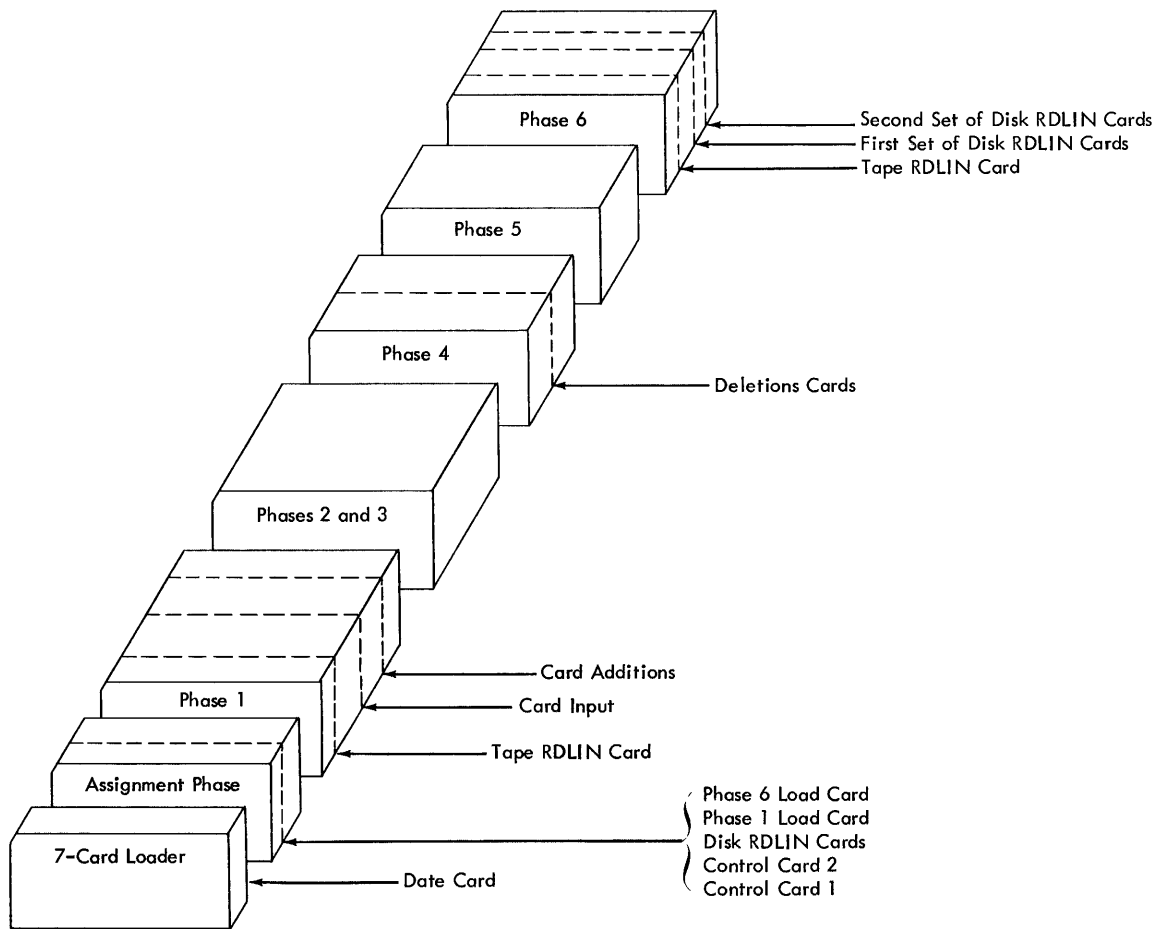 Phase 6
Second Set of Disk RDLIN Cards
First Set of Disk RDLIN Cards
Tape RDLIN Card
Phase 5
Phase 4
Deletions Cards
Phases 2 and 3
Card Additions
Phase 1
Card Input
Tape RDLIN Card
Assignment Phase
Phase 6 Load Card
Phase 1 Load Card
Disk RDLIN Cards
Control Card 2
Control Card 1
7-Card Loader
Date Card